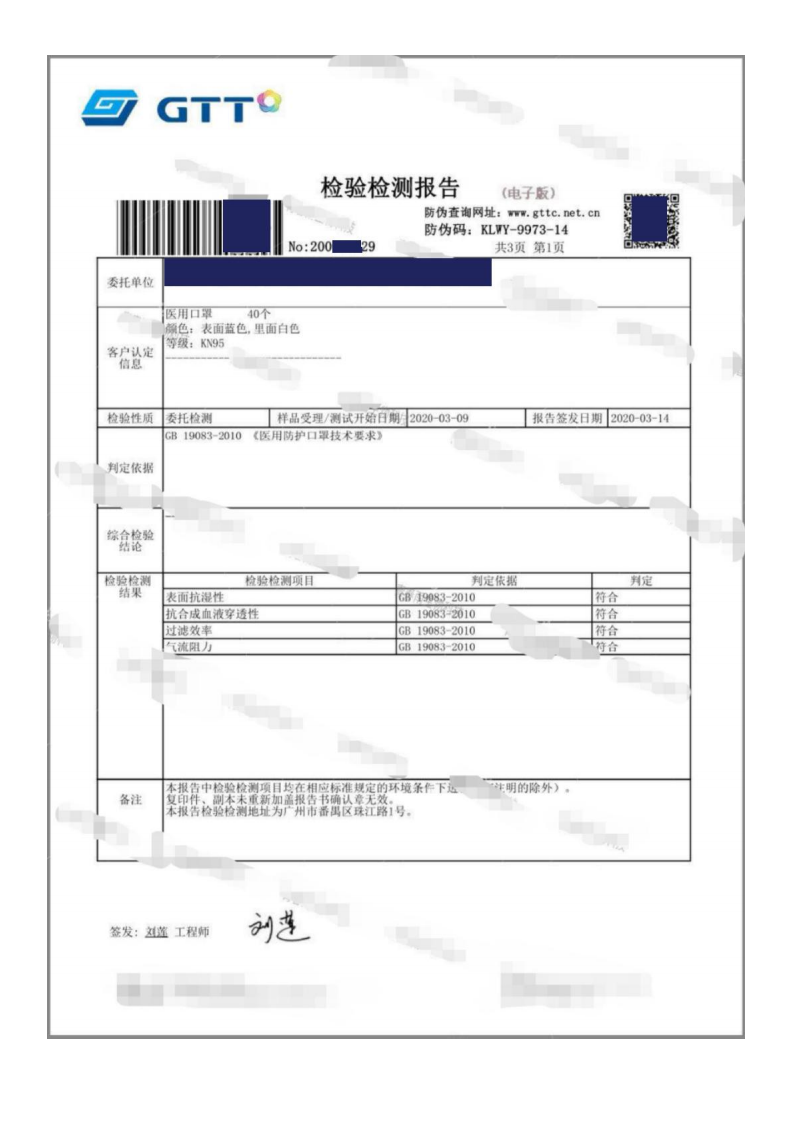 GTT
检验检测报告 (电子版)
防伪查询网址: www.gttc.net.cn
防伪码: KLWY-9973-14
No:200 29
共3页 第1页
委托单位
客户认定信息
医用口罩 40个
颜色: 表面蓝色,里面白色
等级: KN95
检验性质 委托检测 样品受理/测试开始日期 2020-03-09 报告签发日期 2020-03-14
判定依据 GB 19083-2010 《医用防护口罩技术要求》
综合检验结论 --
检验检测结果
检验检测项目 判定依据 判定
表面抗湿性 GB 19083-2010 符合
抗合成血液穿透性 GB 19083-2010 符合
过滤效率 GB 19083-2010 符合
气流阻力 GB 19083-2010 符合
备注
本报告中检验检测项目均在相应标准规定的环境条件下 注明的除外）。
复印件、副本未重新加盖报告书确认章无效。
本报告检验检测地址为广州市番禺区珠江路1号。
签发: 刘莲 工程师 刘莲